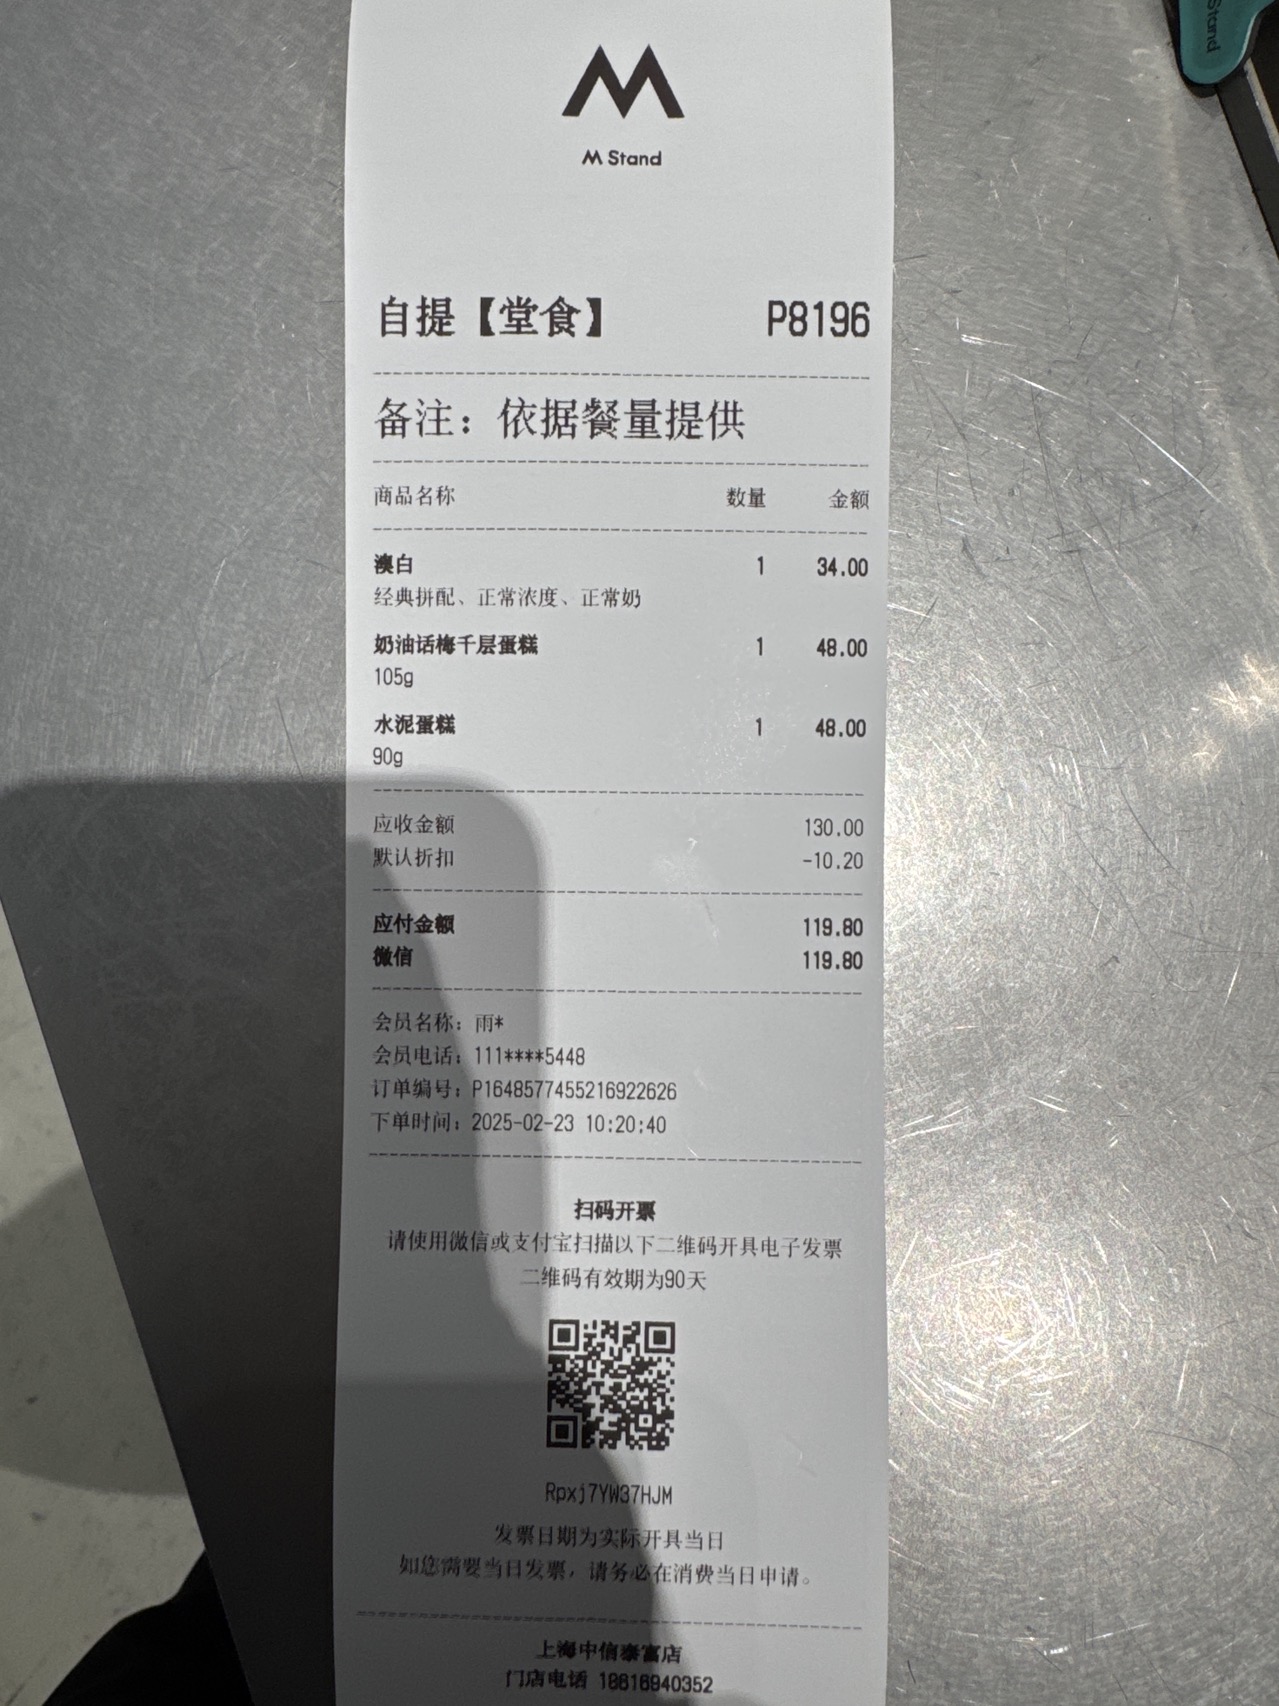 Stand
M Stand
自提【堂食】 P8196
备注：依据餐量提供
商品名称 数量 金额
澳白 1 34.00
经典拼配、正常浓度、正常奶
奶油话梅千层蛋糕 1 48.00
105g
水泥蛋糕 1 48.00
90g
应收金额 130.00
默认折扣 -10.20
应付金额 119.80
微信 119.80
会员名称：雨*
会员电话：111****5448
订单编号：P1648577455216922626
下单时间：2025-02-23 10:20:40
扫码开票
请使用微信或支付宝扫描以下二维码开具电子发票
二维码有效期为90天
Rpxj7YW37HJM
发票日期为实际开具当日
如您需要当日发票，请务必在消费当日申请。
上海中信泰富店
门店电话 18616940352